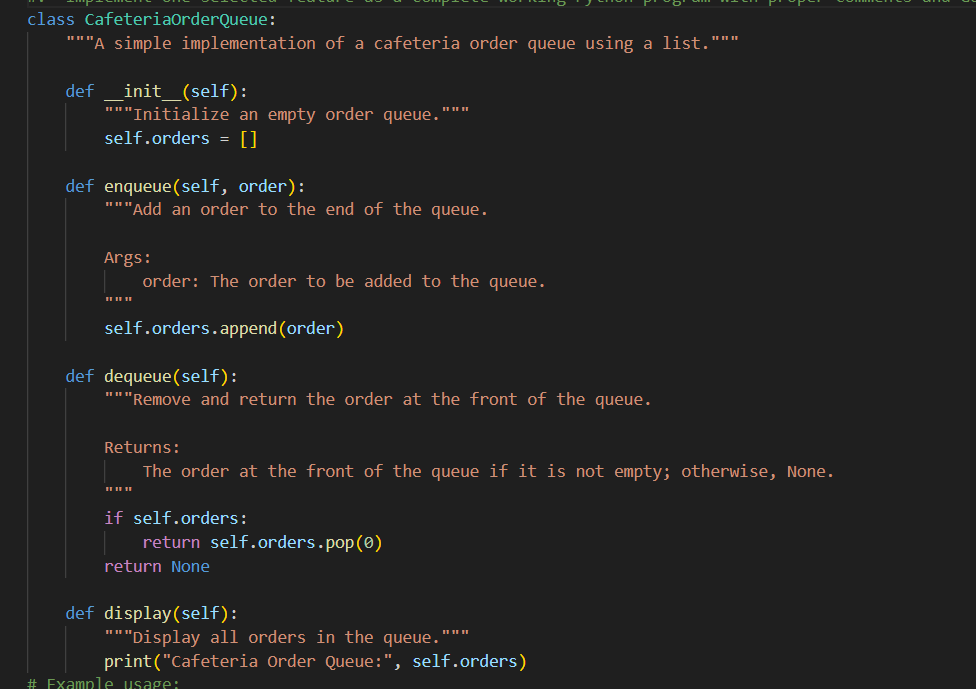 implement one selected feature as a complete working Python program with proper comments and
class CafeteriaOrderQueue:
"""A simple implementation of a cafeteria order queue using a list."""
def __init__(self):
"""Initialize an empty order queue."""
self.orders = []
def enqueue(self, order):
"""Add an order to the end of the queue.
Args:
order: The order to be added to the queue.
"""
self.orders.append(order)
def dequeue(self):
"""Remove and return the order at the front of the queue.
Returns:
The order at the front of the queue if it is not empty; otherwise, None.
"""
if self.orders:
return self.orders.pop(0)
return None
def display(self):
"""Display all orders in the queue."""
print("Cafeteria Order Queue:", self.orders)
# Example usage: